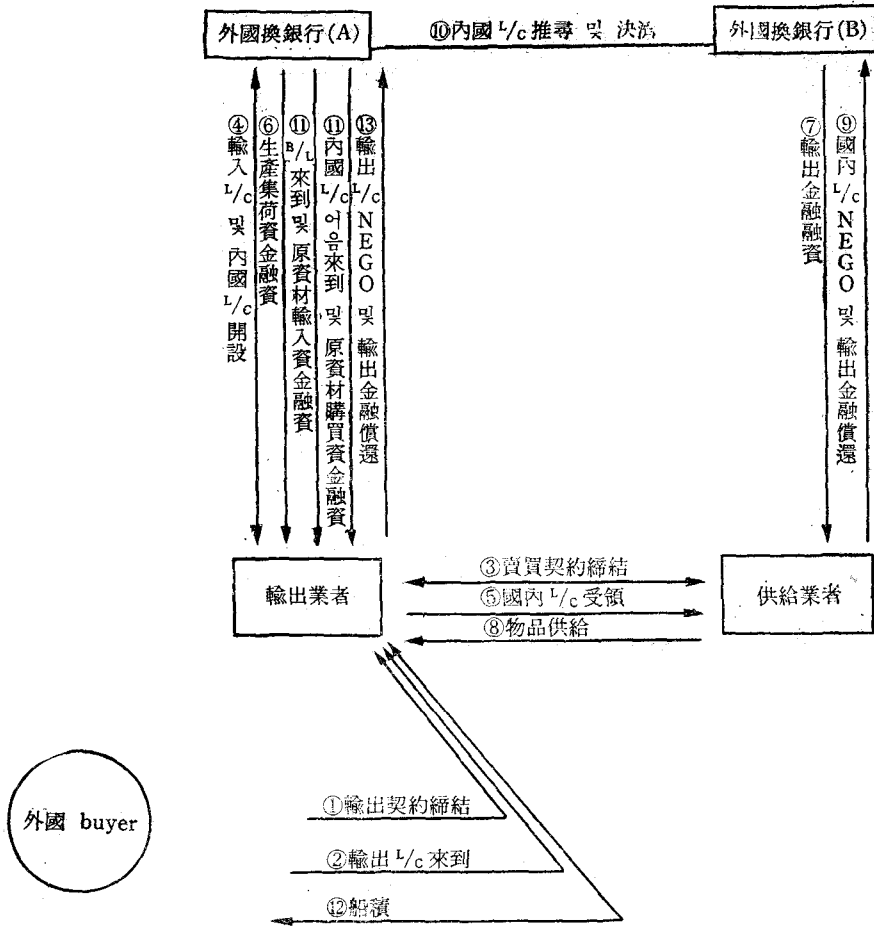 外國換銀行(A)
⑩內國 L/c 推尋 및 決濟
外國換銀行(B)
④輸入 L/c 및 內國 L/c 開設
⑥生產集荷資金融資
⑪B/L 來到 및 原資材輸入資金融資
⑪內國 L/c 어음來到 및 原資材購買資金融資
⑬輸出 L/c NEGO 및 輸出金融償還
⑦輸出金融融資
⑨國內 L/c NEGO 및 輸出金融償還
輸出業者
③賣買契約締結
⑤國內 L/c 受領
⑧物品供給
供給業者
外國 buyer
①輸出契約締結
②輸出 L/c 來到
⑫船積